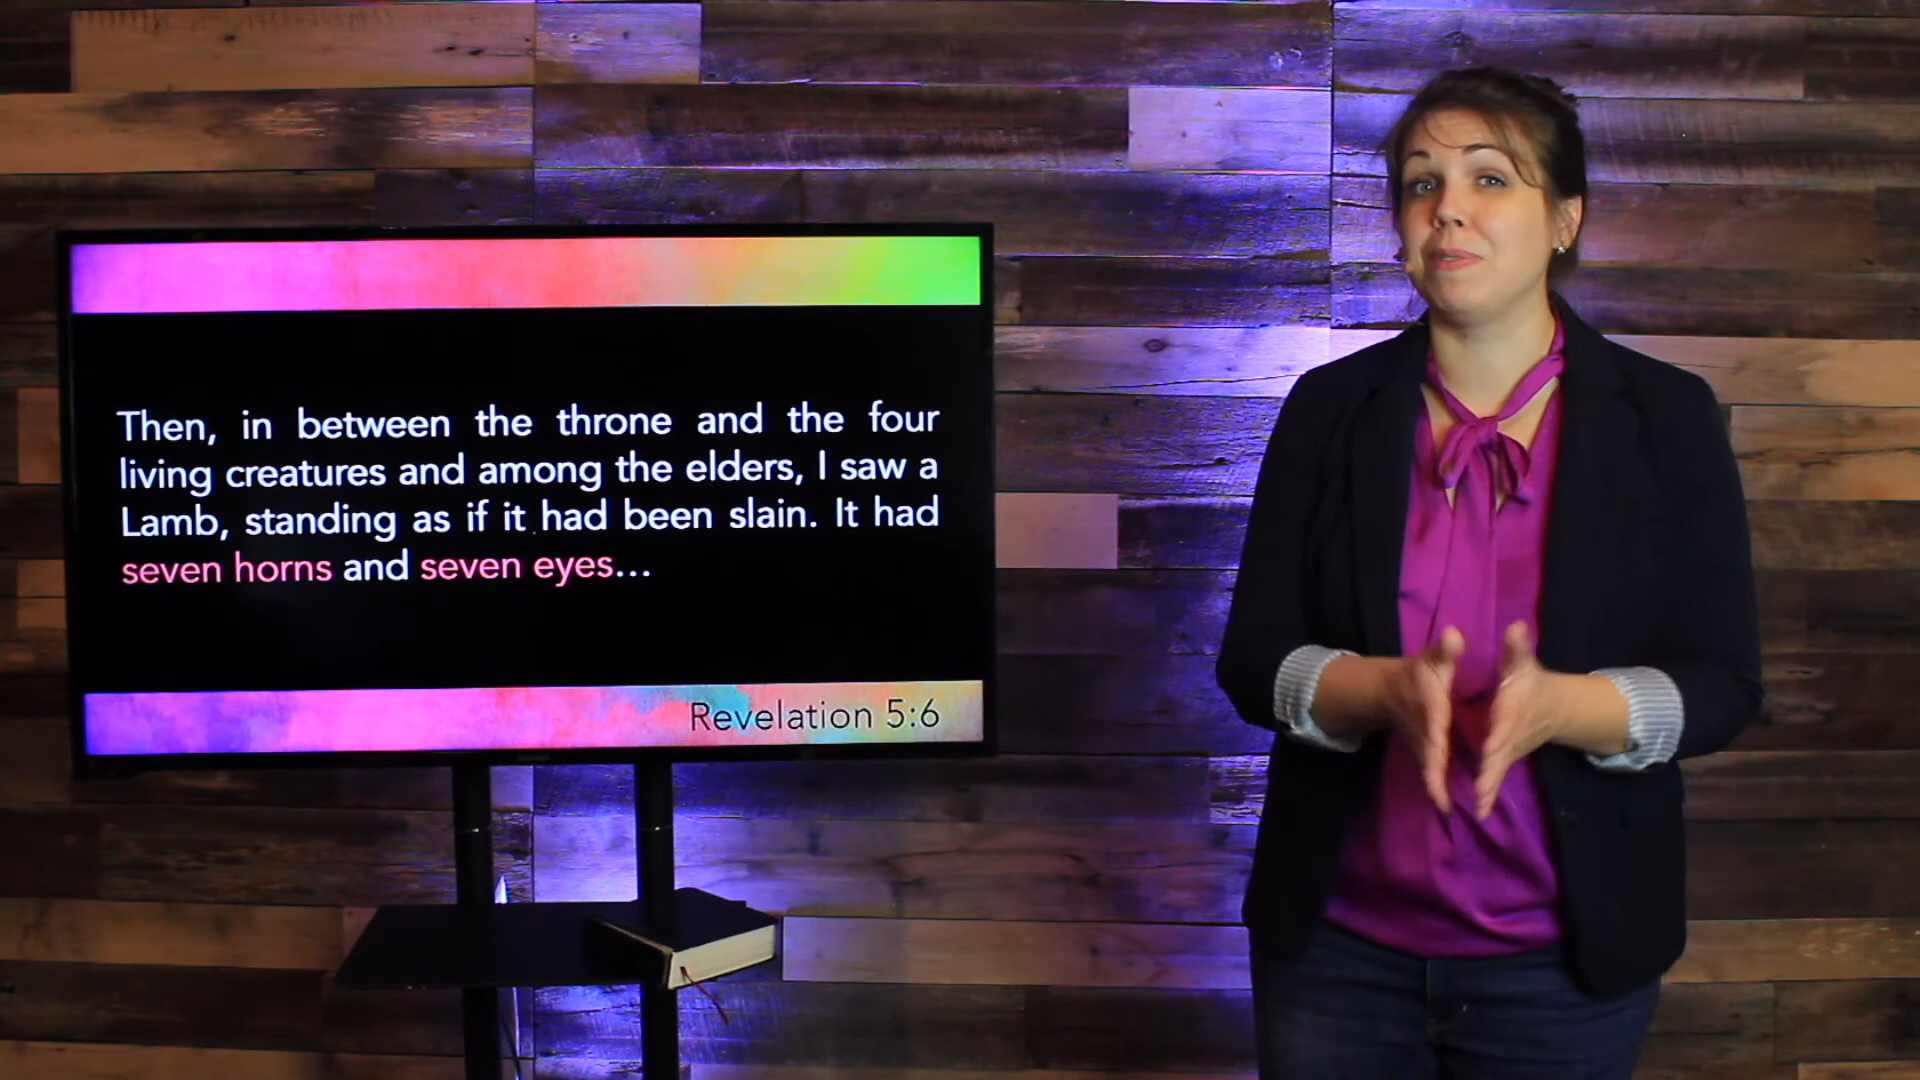 Then, in between the throne and the four
living creatures and among the elders, I saw a
Lamb, standing as if it had been slain. It had
seven horns and seven eyes...
Revelation 5:6